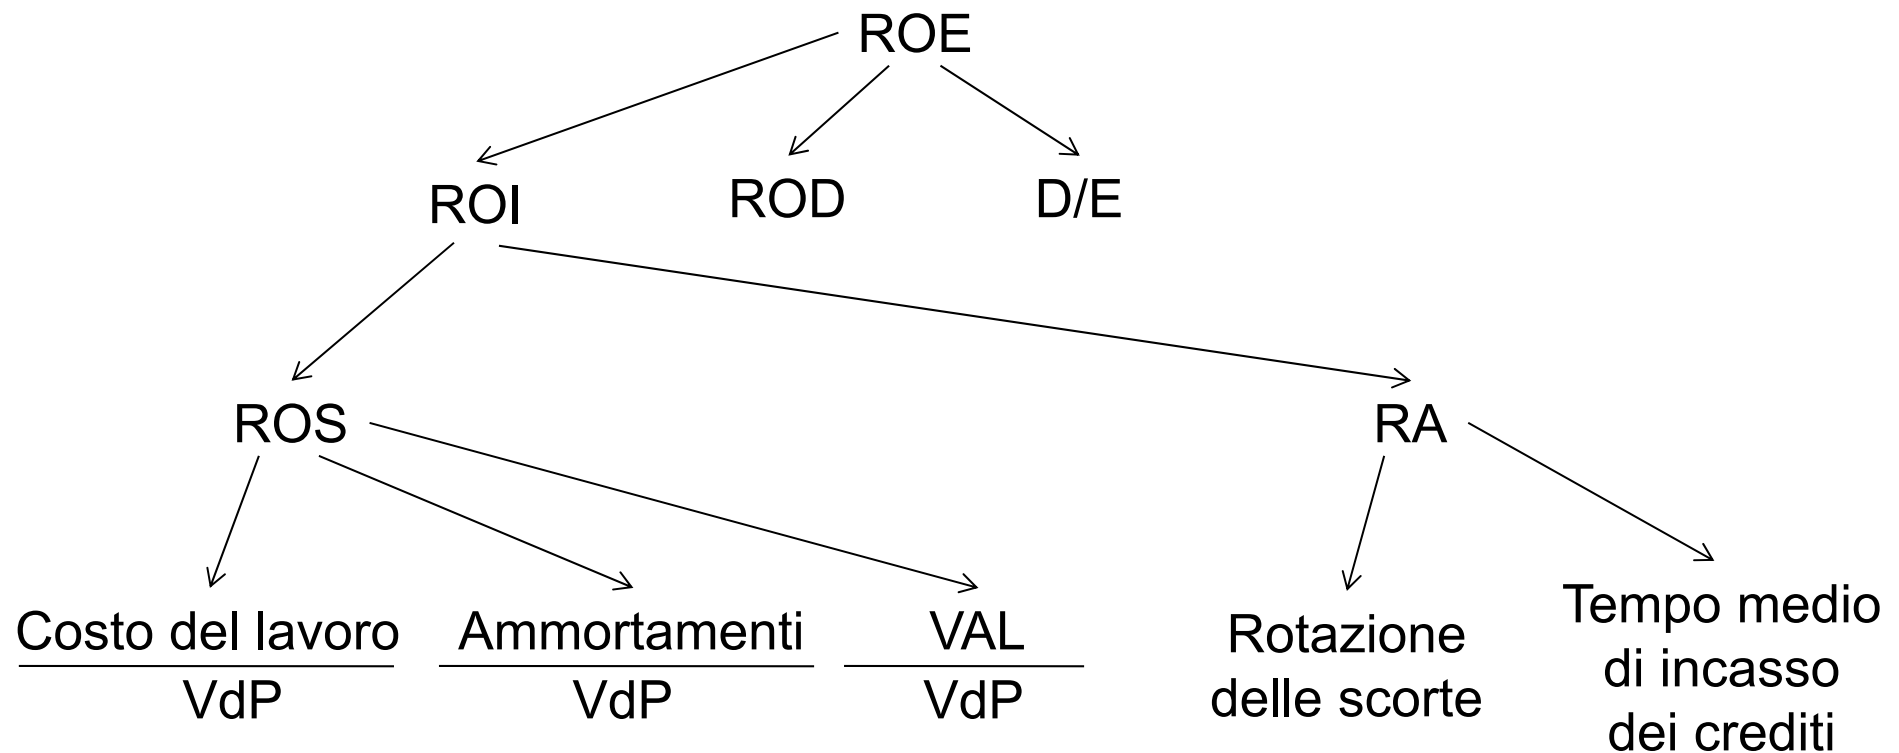 ROE
ROI
ROD
D/E
ROS
RA
Costo del lavoro
VdP
Ammortamenti
VdP
VAL
VdP
Rotazione
delle scorte
Tempo medio
di incasso
dei crediti